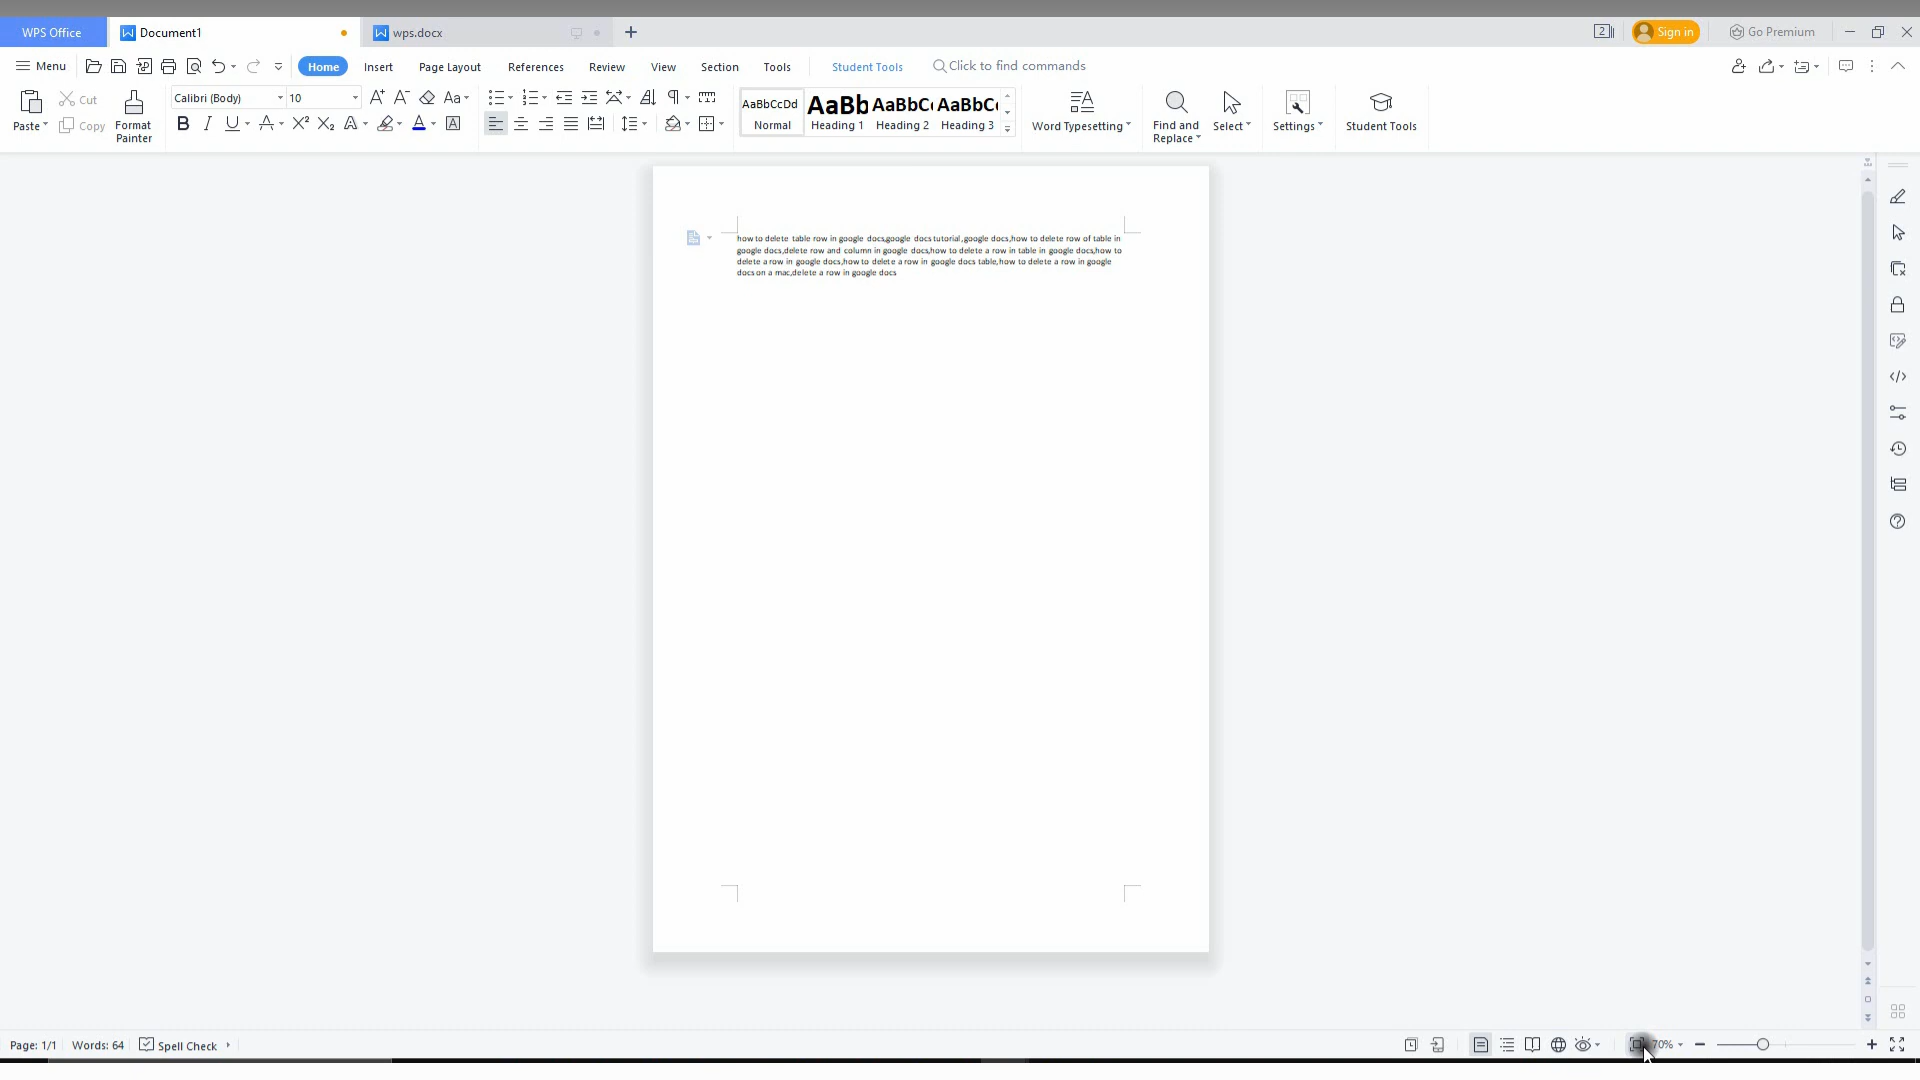 WPS Office
Document1
wps.docx
2
Sign in
Go Premium
Menu
Home
Insert
Page Layout
References
Review
View
Section
Tools
Student Tools
Click to find commands
Paste
Cut
Copy
Format
Painter
Calibri (Body)
10
AaBbCcDd
Normal
AaBb
Heading 1
AaBbC
Heading 2
AaBbC
Heading 3
Word Typesetting
Find and
Replace
Select
Settings
Student Tools
how to delete table row in google docs,google docs tutorial,google docs,how to delete row of table in
google docs,delete row and column in google docs,how to delete a row in table in google docs,how to
delete a row in google docs,how to delete a row in google docs table,how to delete a row in google
docs on a mac,delete a row in google docs
Page: 1/1
Words: 64
Spell Check
70%